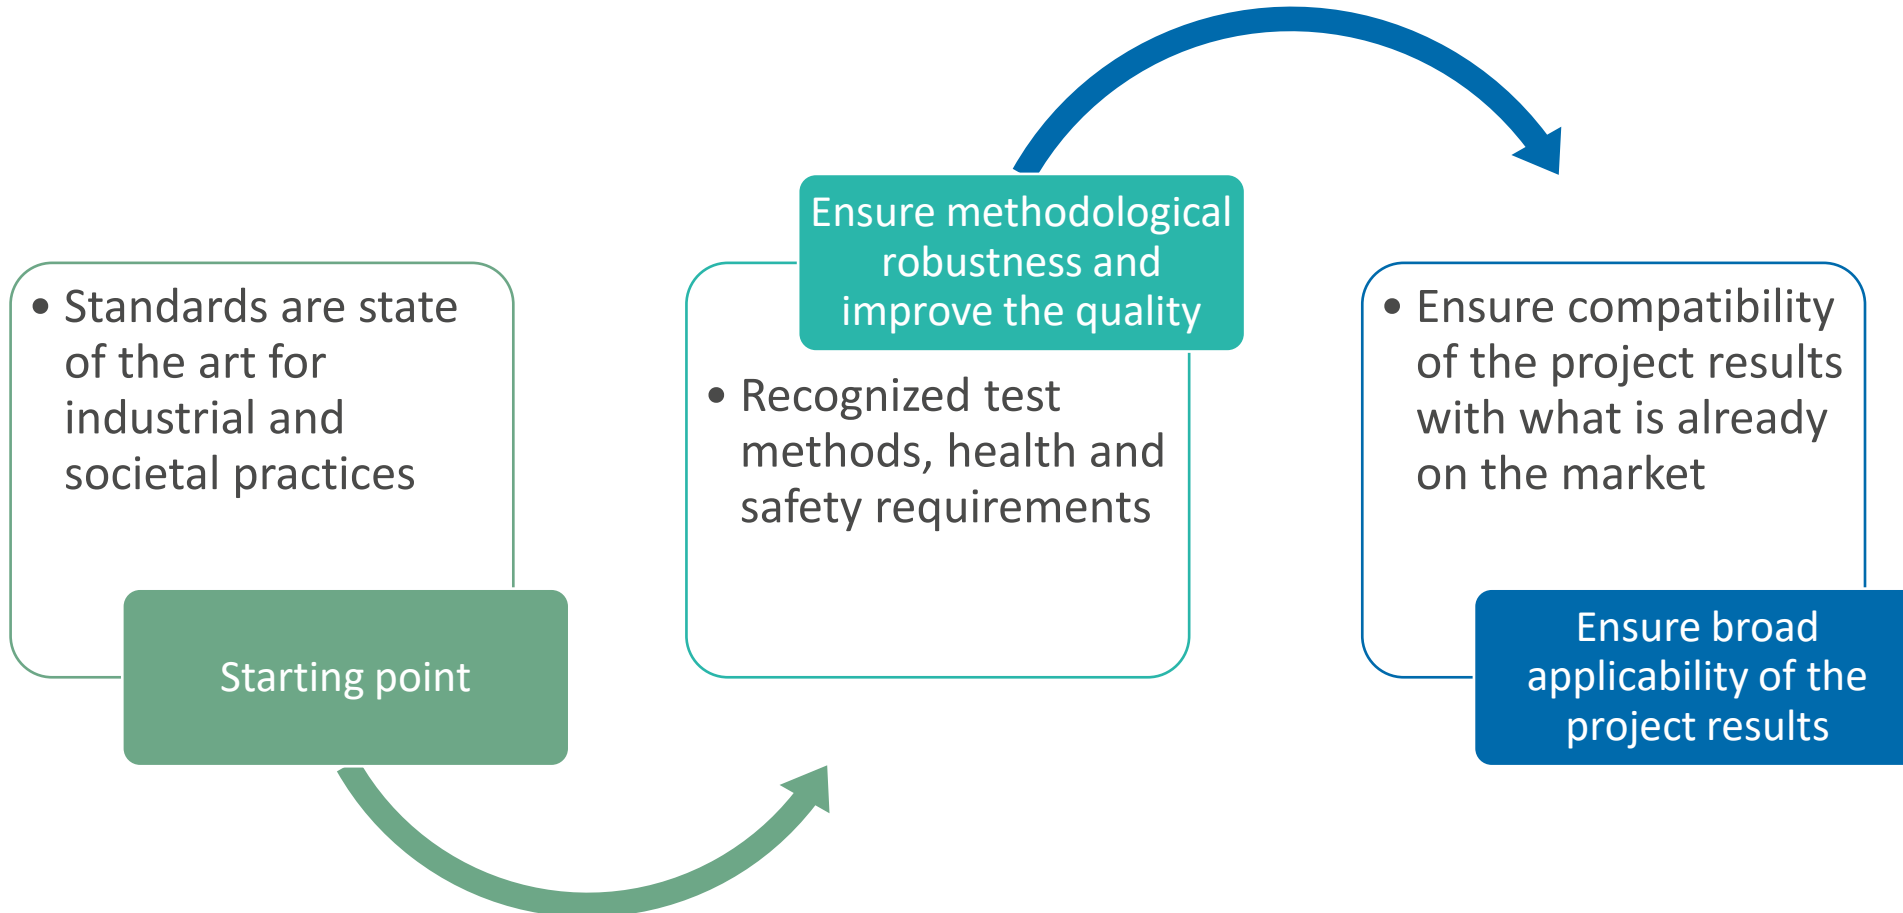 • Standards are state
of the art for
industrial and
societal practices
Starting point
Ensure methodological
robustness and
improve the quality
• Recognized test
methods, health and
safety requirements
• Ensure compatibility
of the project results
with what is already
on the market
Ensure broad
applicability of the
project results